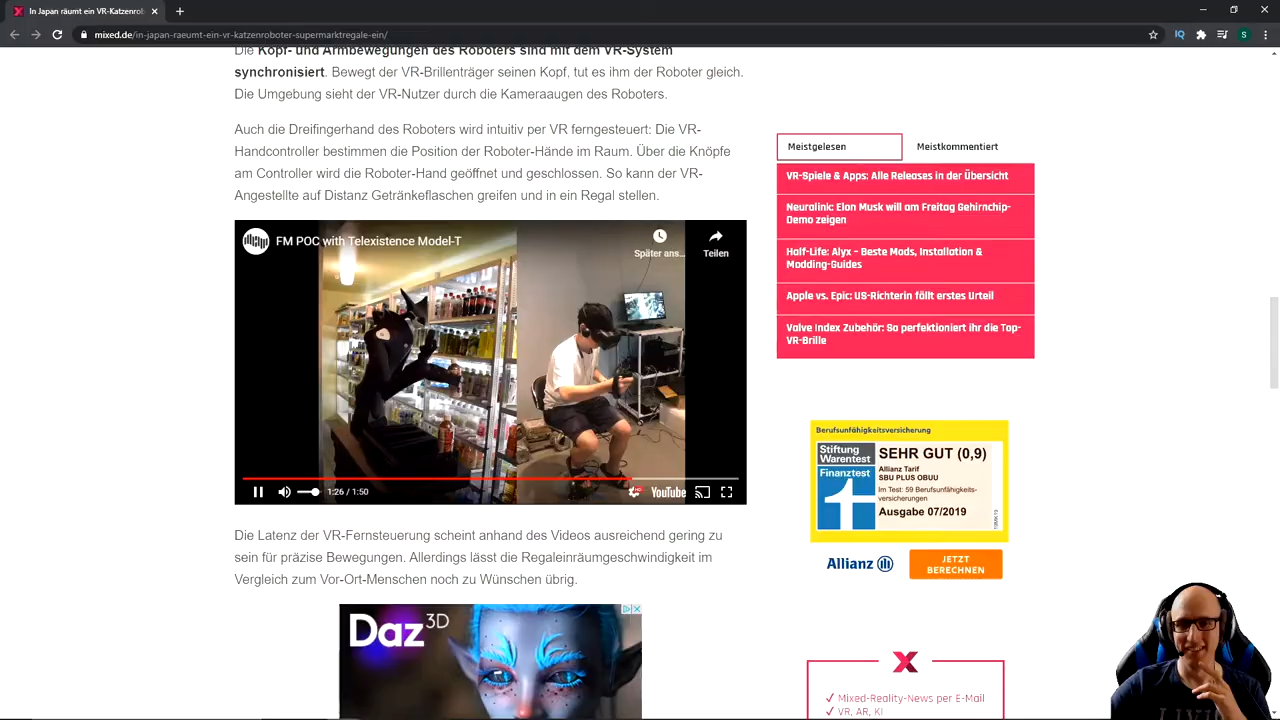 In Japan räumt ein VR-Katzenrobo
mixed.de/in-japan-raeumt-ein-vr-katzenroboter-supermarktregale-ein/
Die Kopf- und Armbewegungen des Roboters sind mit dem VR-System
synchronisiert. Bewegt der VR-Brillenträger seinen Kopf, tut es ihm der Roboter gleich.
Die Umgebung sieht der VR-Nutzer durch die Kameraaugen des Roboters.
Auch die Dreifingerhand des Roboters wird intuitiv per VR ferngesteuert: Die VR-
Handcontroller bestimmen die Position der Roboter-Hände im Raum. Über die Knöpfe
am Controller wird die Roboter-Hand geöffnet und geschlossen. So kann der VR-
Angestellte auf Distanz Getränkeflaschen greifen und in ein Regal stellen.
FM POC with Telexistence Model-T
Später ans...
Teilen
1:26 / 1:50
YouTube
Die Latenz der VR-Fernsteuerung scheint anhand des Videos ausreichend gering zu
sein für präzise Bewegungen. Allerdings lässt die Regaleinräumgeschwindigkeit im
Vergleich zum Vor-Ort-Menschen noch zu Wünschen übrig.
Daz 3D
Meistgelesen
Meistkommentiert
VR-Spiele & Apps: Alle Releases in der Übersicht
Neuralink: Elon Musk will am Freitag Gehirnchip-
Demo zeigen
Half-Life: Alyx – Beste Mods, Installation &
Modding-Guides
Apple vs. Epic: US-Richterin fällt erstes Urteil
Valve Index Zubehör: So perfektioniert ihr die Top-
VR-Brille
Berufsunfähigkeitsversicherung
Stiftung
Warentest
Finanztest
SEHR GUT (0,9)
Allianz Tarif
SBU PLUS OBUU
Im Test: 59 Berufsunfähigkeits-
versicherungen
Ausgabe 07/2019
Allianz
JETZT
BERECHNEN
✓ Mixed-Reality-News per E-Mail
✓ VR, AR, KI